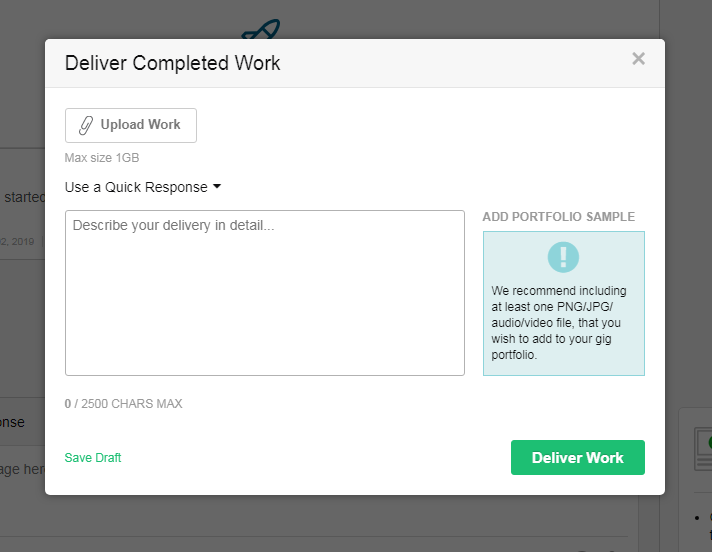 Deliver Completed Work
Upload Work
Max size 1GB
started
Use a Quick Response
Describe your delivery in detail...
ADD PORTFOLIO SAMPLE
2, 2019
We recommend including
at least one PNG/JPG/
audio/video file, that you
wish to add to your gig
portfolio.
0 / 2500 CHARS MAX
onse
Save Draft
Deliver Work
age her